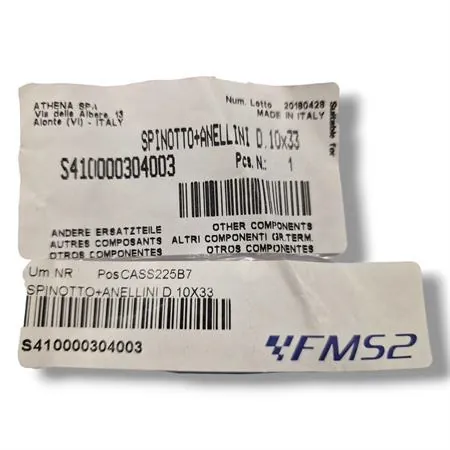 ATHENA SPA
Via delle Albere, 13
Alonte (VI) - ITALY
Num. Lotto 20180428
MADE IN ITALY
Suitable for
SPINOTTO+ANELLINI D.10x33
S410000304003
Pcs. N.: 1
ANDERE ERSATZTEILE
OTHER COMPONENTS
AUTRES COMPOSANTS
ALTRI COMPONENTI GR.TERM.
OTROS COMPONENTES
OTROS COMPONENTES
Um NR PosCASS225B7
SPINOTTO+ANELLINI D.10X33
S410000304003
FMS2